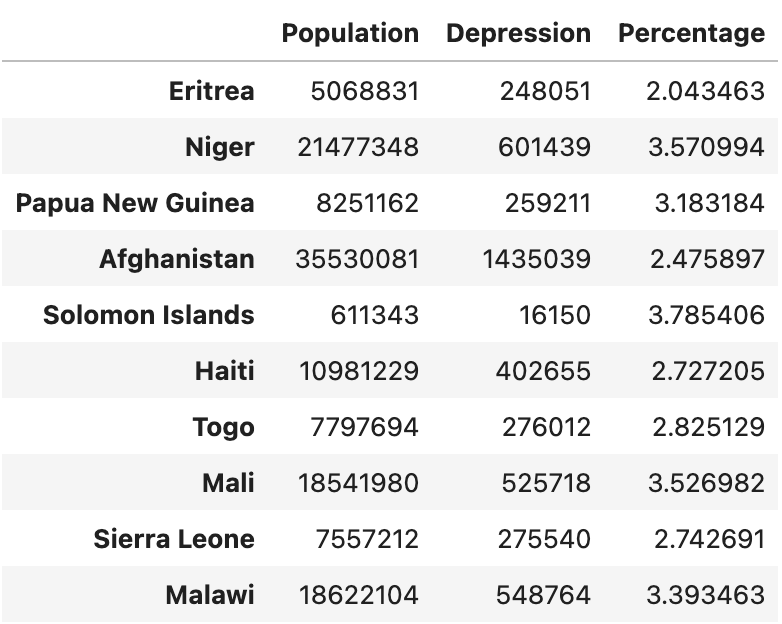 Population Depression Percentage
Eritrea 5068831 248051 2.043463
Niger 21477348 601439 3.570994
Papua New Guinea 8251162 259211 3.183184
Afghanistan 35530081 1435039 2.475897
Solomon Islands 611343 16150 3.785406
Haiti 10981229 402655 2.727205
Togo 7797694 276012 2.825129
Mali 18541980 525718 3.526982
Sierra Leone 7557212 275540 2.742691
Malawi 18622104 548764 3.393463